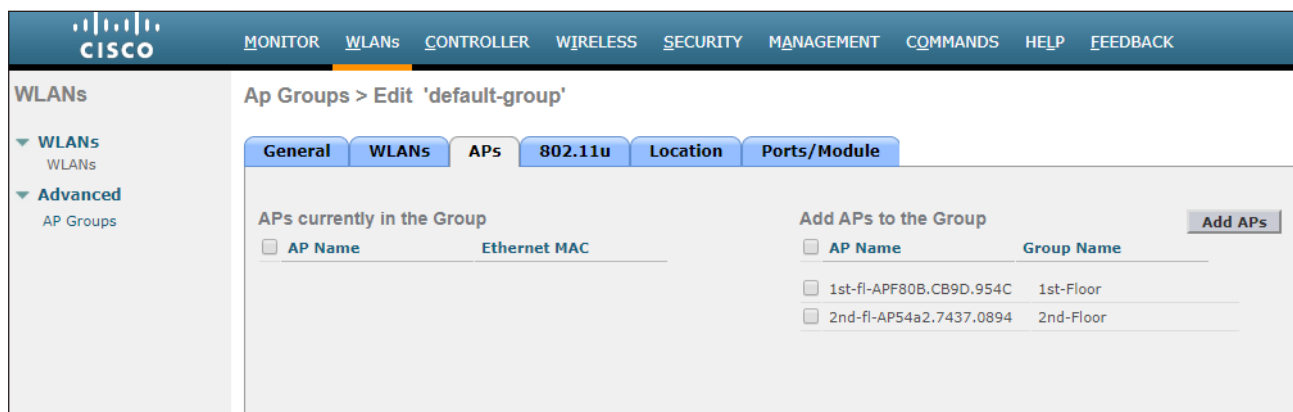 CISCO
MONITOR WLANs CONTROLLER WIRELESS SECURITY MANAGEMENT COMMANDS HELP FEEDBACK
WLANs
WLANs
WLANs
Advanced
AP Groups
Ap Groups > Edit 'default-group'
General WLANs APs 802.11u Location Ports/Module
APs currently in the Group
AP Name Ethernet MAC
Add APs to the Group Add APs
AP Name Group Name
1st-fl-APF80B.CB9D.954C 1st-Floor
2nd-fl-AP54a2.7437.0894 2nd-Floor